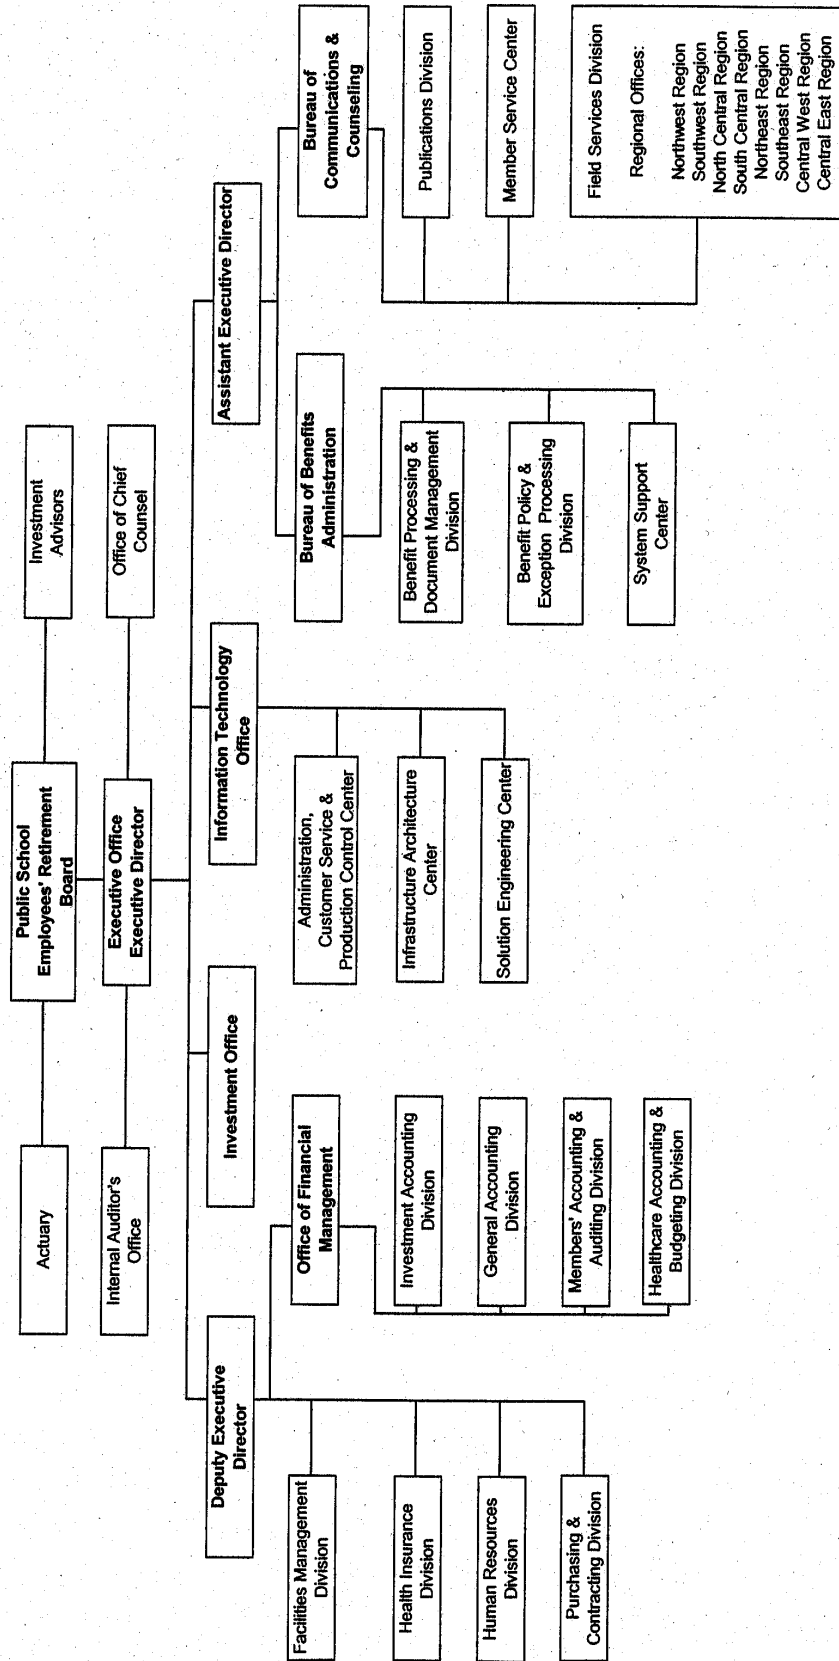 Public School
Employees' Retirement
Board
Actuary
Investment
Advisors
Executive Office
Executive Director
Internal Auditor's
Office
Office of Chief
Counsel
Deputy Executive
Director
Investment Office
Information Technology
Office
Assistant Executive Director
Facilities Management
Division
Health Insurance
Division
Human Resources
Division
Purchasing &
Contracting Division
Office of Financial
Management
Investment Accounting
Division
General Accounting
Division
Members' Accounting &
Auditing Division
Healthcare Accounting &
Budgeting Division
Administration,
Customer Service &
Production Control Center
Infrastructure Architecture
Center
Solution Engineering Center
Bureau of Benefits
Administration
Benefit Processing &
Document Management
Division
Benefit Policy &
Exception Processing
Division
System Support
Center
Bureau of
Communications &
Counseling
Publications Division
Member Service Center
Field Services Division
Regional Offices:
Northwest Region
Southwest Region
North Central Region
South Central Region
Northeast Region
Southeast Region
Central West Region
Central East Region